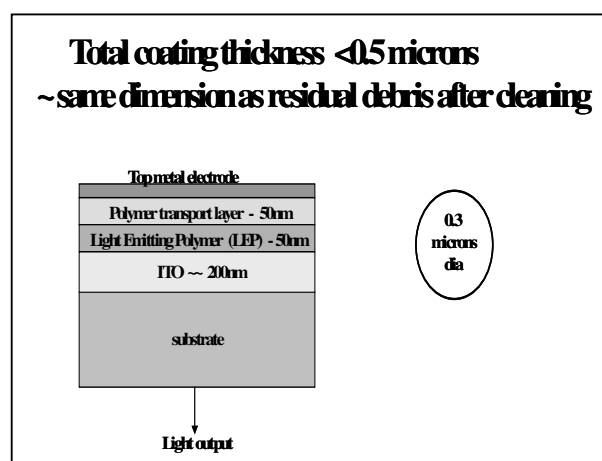 Total coating thickness <0.5 microns
~ same dimension as residual debris after cleaning
Top metal electrode
Polymer transport layer - 50nm
Light Emitting Polymer (LEP) - 50nm
ITO ~~ 200nm
substrate
Light output
0.3
microns
dia